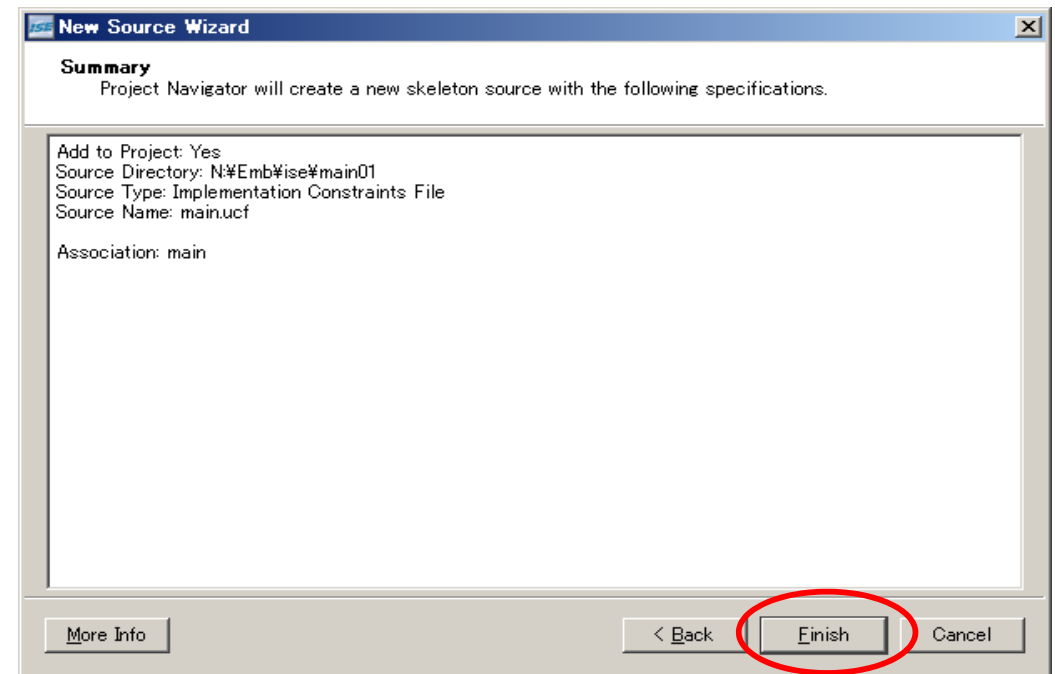 ISE New Source Wizard
Summary
Project Navigator will create a new skeleton source with the following specifications.
Add to Project: Yes
Source Directory: N:¥Emb¥ise¥main01
Source Type: Implementation Constraints File
Source Name: main.ucf
Association: main
More Info
< Back
Finish
Cancel